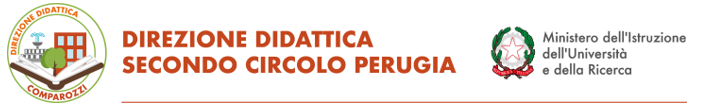 DIREZIONE DIDATTICA
COMPAROZZI
DIREZIONE DIDATTICA
SECONDO CIRCOLO PERUGIA
Ministero dell'Istruzione
dell'Università
e della Ricerca